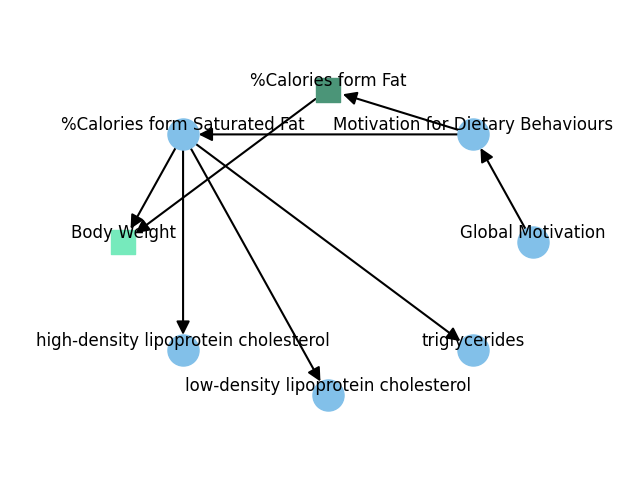 %Calories form Fat
%Calories form Saturated Fat
Motivation for Dietary Behaviours
Body Weight
Global Motivation
high-density lipoprotein cholesterol
triglycerides
low-density lipoprotein cholesterol